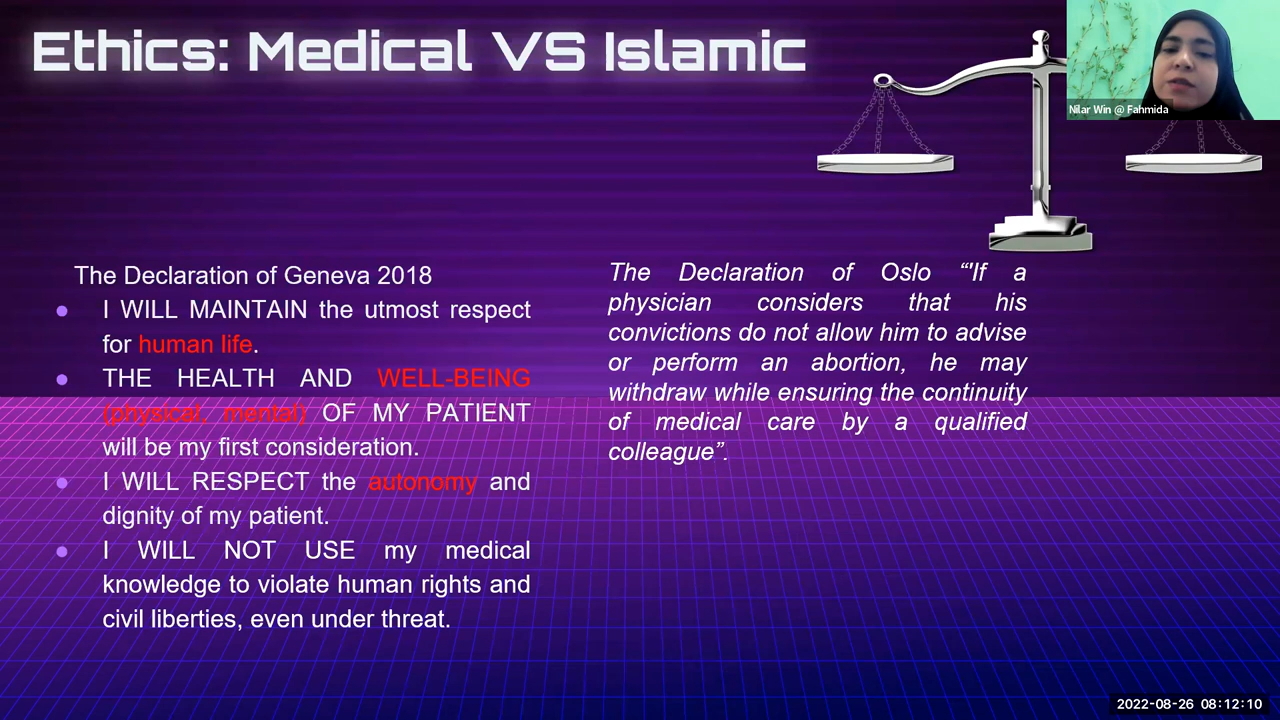 Ethics: Medical VS Islamic
Nilar Win @ Fahmida
The Declaration of Geneva 2018
● I WILL MAINTAIN the utmost respect
for human life.
● THE HEALTH AND WELL-BEING
(physical, mental) OF MY PATIENT
will be my first consideration.
● I WILL RESPECT the autonomy and
dignity of my patient.
● I WILL NOT USE my medical
knowledge to violate human rights and
civil liberties, even under threat.
The Declaration of Oslo “'If a
physician considers that his
convictions do not allow him to advise
or perform an abortion, he may
withdraw while ensuring the continuity
of medical care by a qualified
colleague”.
2022-08-26 08:12:10